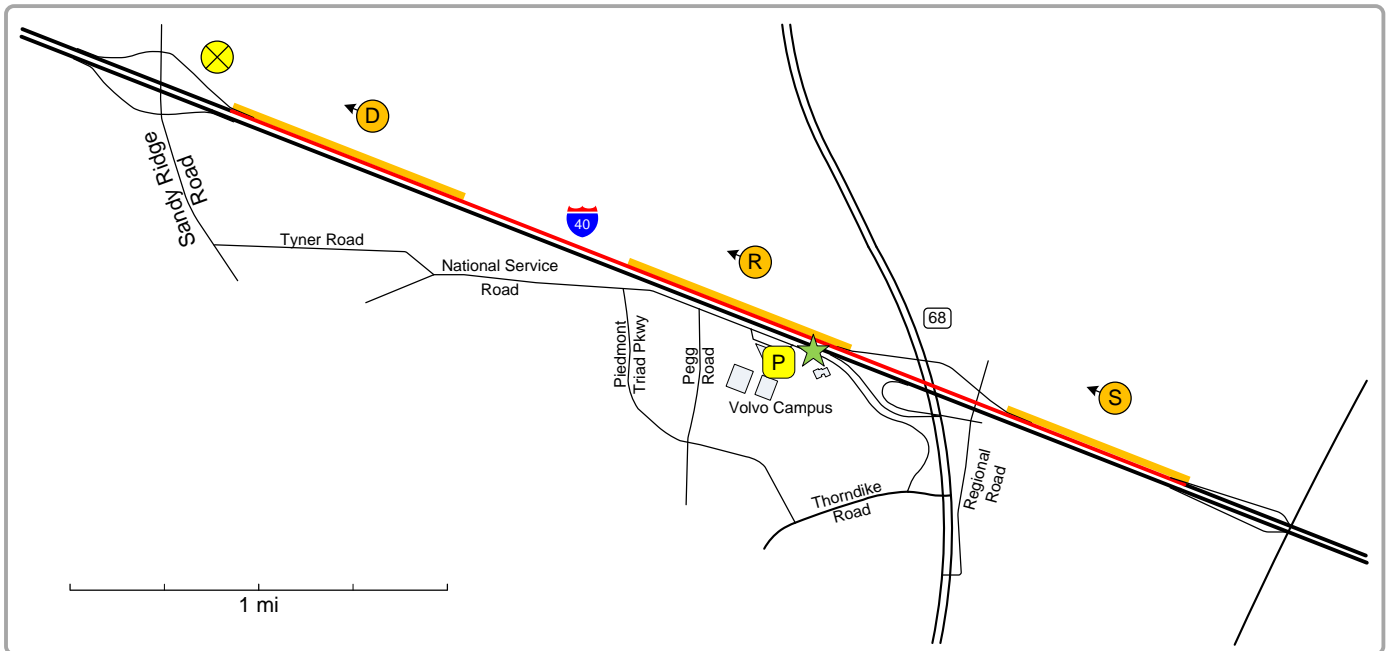 D
Sandy Ridge
Road
40
Tyner Road
National Service
Road
R
68
Piedmont
Triad Pkwy
Pegg
Road
P
Volvo Campus
S
Regional
Road
Thorndike
Road
1 mi